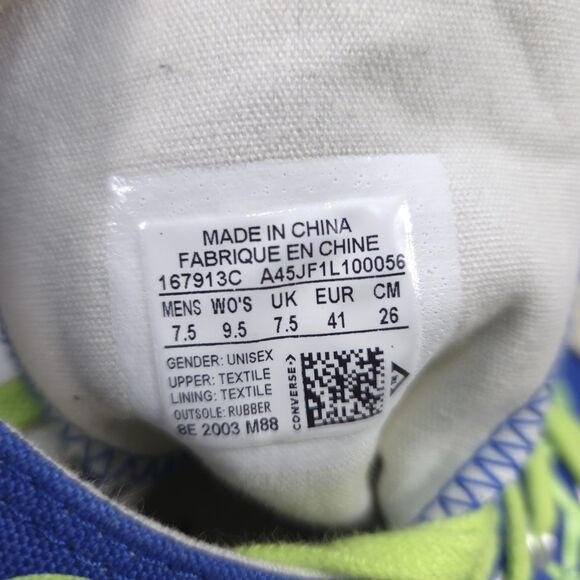 MADE IN CHINA
FABRIQUE EN CHINE
167913C A45JF1L100056
MENS WO'S UK EUR CM
7.5 9.5 7.5 41 26
GENDER: UNISEX
UPPER: TEXTILE
LINING: TEXTILE
OUTSOLE: RUBBER
BE 2003 M88
CONVERSE